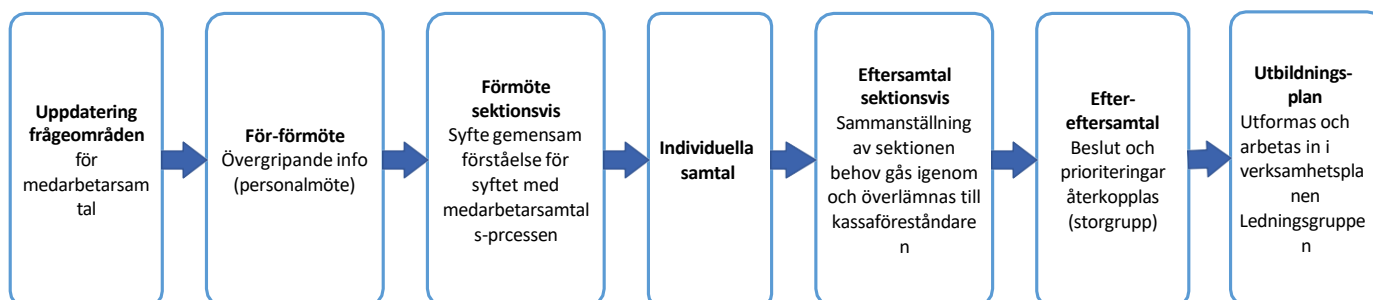 Uppdatering
frågeområden
för
medarbetarsam
tal
För-förmöte
Övergripande info
(personalmöte)
Förmöte
sektionsvis
Syfte gemensam
förståelse för
syftet med
medarbetarsamtal
s-prcessen
Individuella
samtal
Eftersamtal
sektionsvis
Sammanställning
av sektionen
behov gås igenom
och överlämnas till
kassaföreståndare
n
Efter-
eftersamtal
Beslut och
prioriteringar
återkopplas
(storgrupp)
Utbildnings-
plan
Utformas och
arbetas in i
verksamhetspla
nen
Ledningsgruppe
n